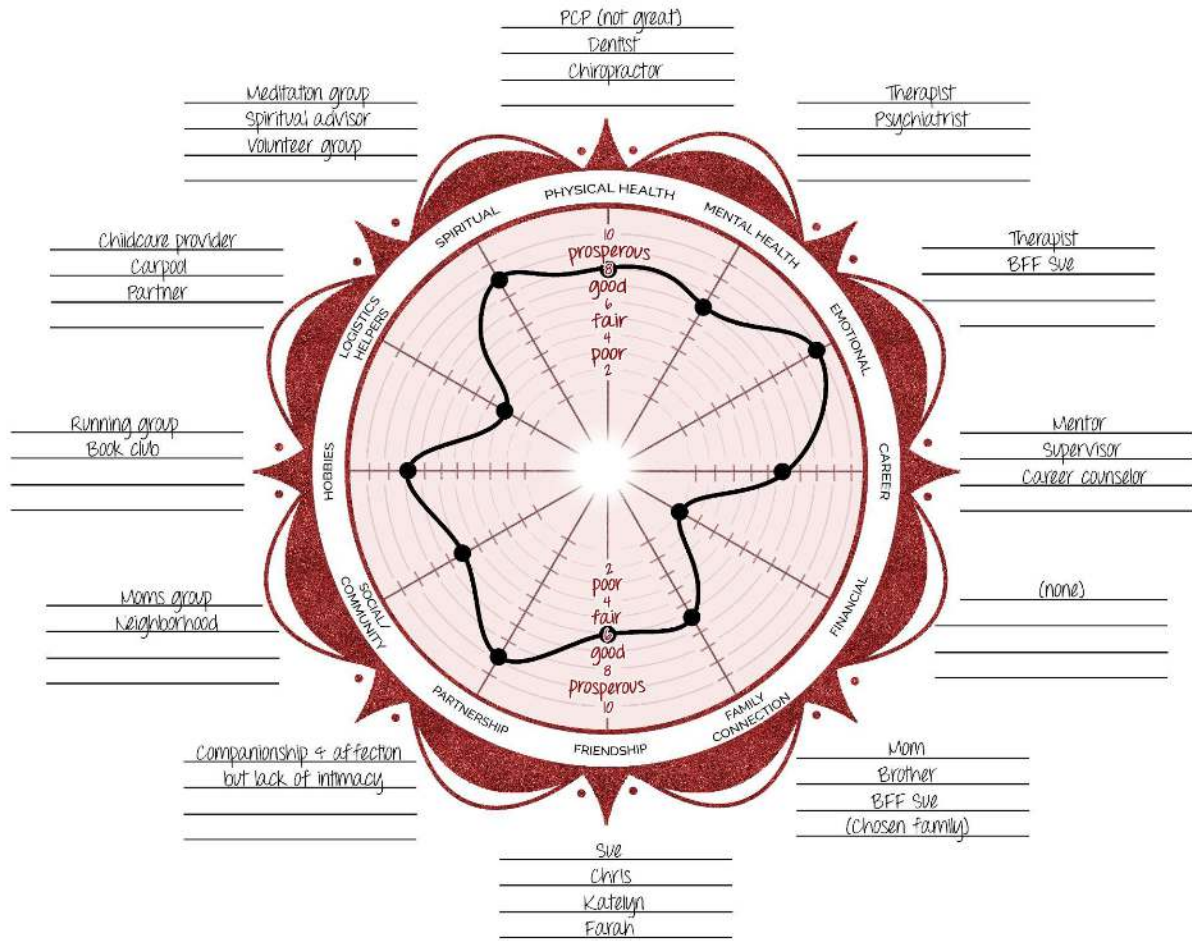 PCP (not great)
Dentist
Chiropractor
Meditation group
Spiritual advisor
Volunteer group
Therapist
Psychiatrist
Childcare provider
Carpool
Partner
Therapist
BFF Sue
Running group
Book club
Mentor
Supervisor
Career counselor
Moms group
Neighborhood
(none)
Companionship & affection
but lack of intimacy
Mom
Brother
BFF Sue
(Chosen family)
Sue
Chris
Katelyn
Farah
PHYSICAL HEALTH
MENTAL HEALTH
EMOTIONAL
CAREER
FINANCIAL
FAMILY
CONNECTION
FRIENDSHIP
PARTNERSHIP
SOCIAL/
COMMUNITY
HOBBIES
LOGISTICS
HELPERS
SPIRITUAL
10
prosperous
8
good
6
fair
4
poor
2
2
poor
4
fair
6
good
8
prosperous
10